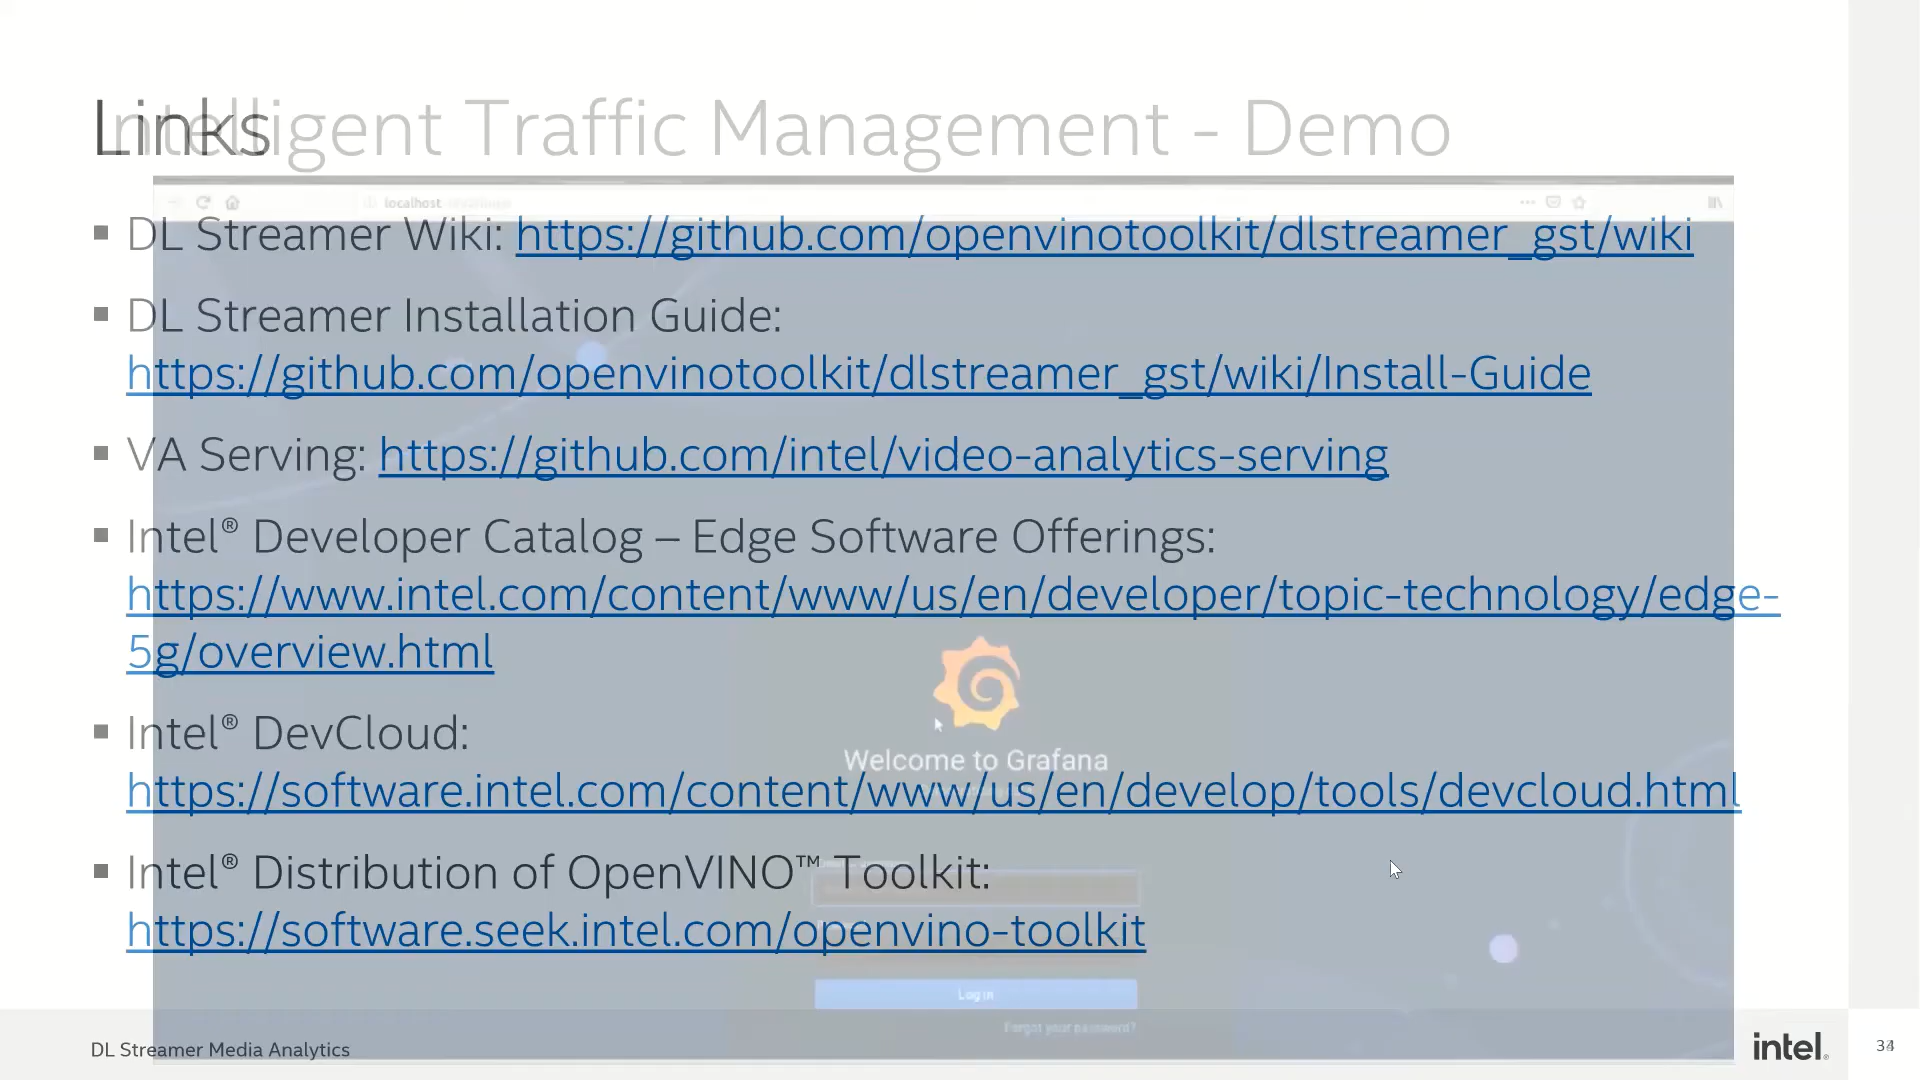 Links
Intelligent Traffic Management - Demo
localhost
▪ DL Streamer Wiki: https://github.com/openvinotoolkit/dlstreamer_gst/wiki
▪ DL Streamer Installation Guide:
https://github.com/openvinotoolkit/dlstreamer_gst/wiki/Install-Guide
▪ VA Serving: https://github.com/intel/video-analytics-serving
▪ Intel® Developer Catalog – Edge Software Offerings:
https://www.intel.com/content/www/us/en/developer/topic-technology/edge-
5g/overview.html
▪ Intel® DevCloud:
Welcome to Grafana
https://software.intel.com/content/www/us/en/develop/tools/devcloud.html
▪ Intel® Distribution of OpenVINO™ Toolkit:
https://software.seek.intel.com/openvino-toolkit
Log in
Forgot your password?
DL Streamer Media Analytics
intel.